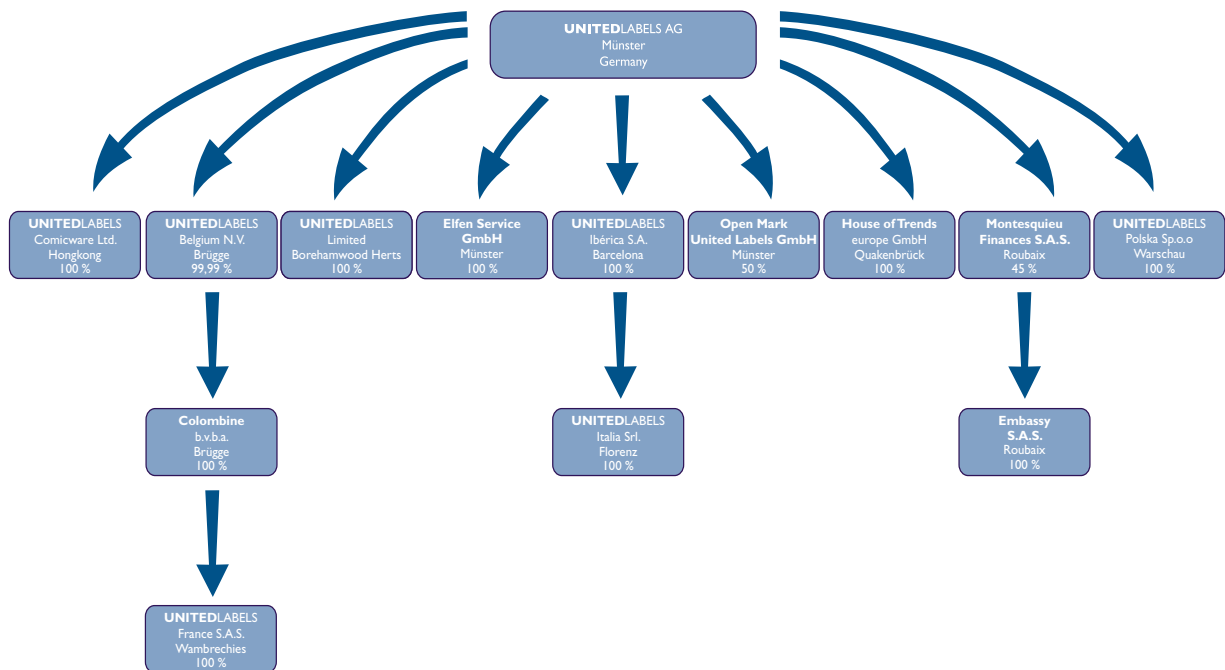 UNITEDLABELS AG
Münster
Germany
UNITEDLABELS
Comicware Ltd.
Hongkong
100 %
UNITEDLABELS
Belgium N.V.
Brügge
99,99 %
UNITEDLABELS
Limited
Borehamwood Herts
100 %
Elfen Service
GmbH
Münster
100 %
UNITEDLABELS
Ibérica S.A.
Barcelona
100 %
Open Mark
United Labels GmbH
Münster
50 %
House of Trends
europe GmbH
Quakenbrück
100 %
Montesquieu
Finances S.A.S.
Roubaix
45 %
UNITEDLABELS
Polska Sp.o.o
Warschau
100 %
Colombine
b.v.b.a.
Brügge
100 %
UNITEDLABELS
Italia Srl.
Florenz
100 %
Embassy
S.A.S.
Roubaix
100 %
UNITEDLABELS
France S.A.S.
Wambrechies
100 %